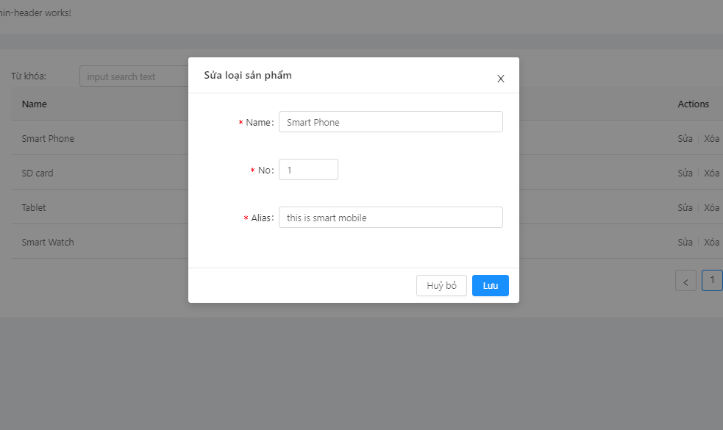 min-header works!
Từ khóa:
input search text
Name
Actions
Smart Phone
Sửa
Xóa
SD card
Sửa
Xóa
Tablet
Sửa
Xóa
Smart Watch
Sửa
Xóa
1
Sửa loại sản phẩm
X
* Name:
Smart Phone
* No:
1
* Alias:
this is smart mobile
Huỷ bỏ
Lưu